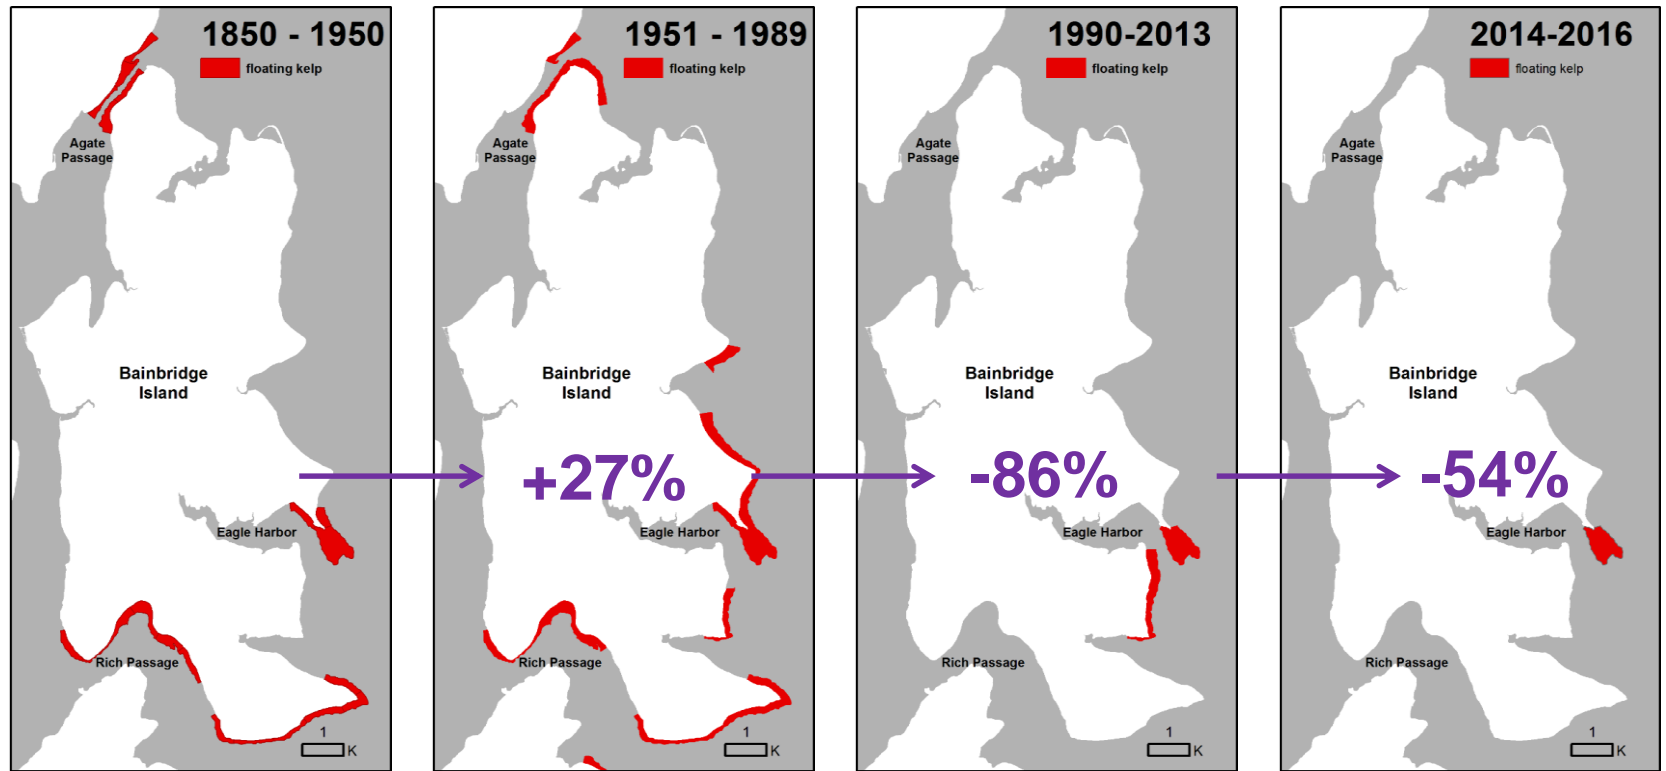 1850 - 1950
floating kelp
Agate
Passage
Bainbridge
Island
Eagle Harbor
Rich Passage
1
K
1951 - 1989
floating kelp
Agate
Passage
Bainbridge
Island
+27%
Eagle Harbor
Rich Passage
1
K
1990-2013
floating kelp
Agate
Passage
Bainbridge
Island
-86%
Eagle Harbor
Rich Passage
1
K
2014-2016
floating kelp
Agate
Passage
Bainbridge
Island
-54%
Eagle Harbor
Rich Passage
1
K